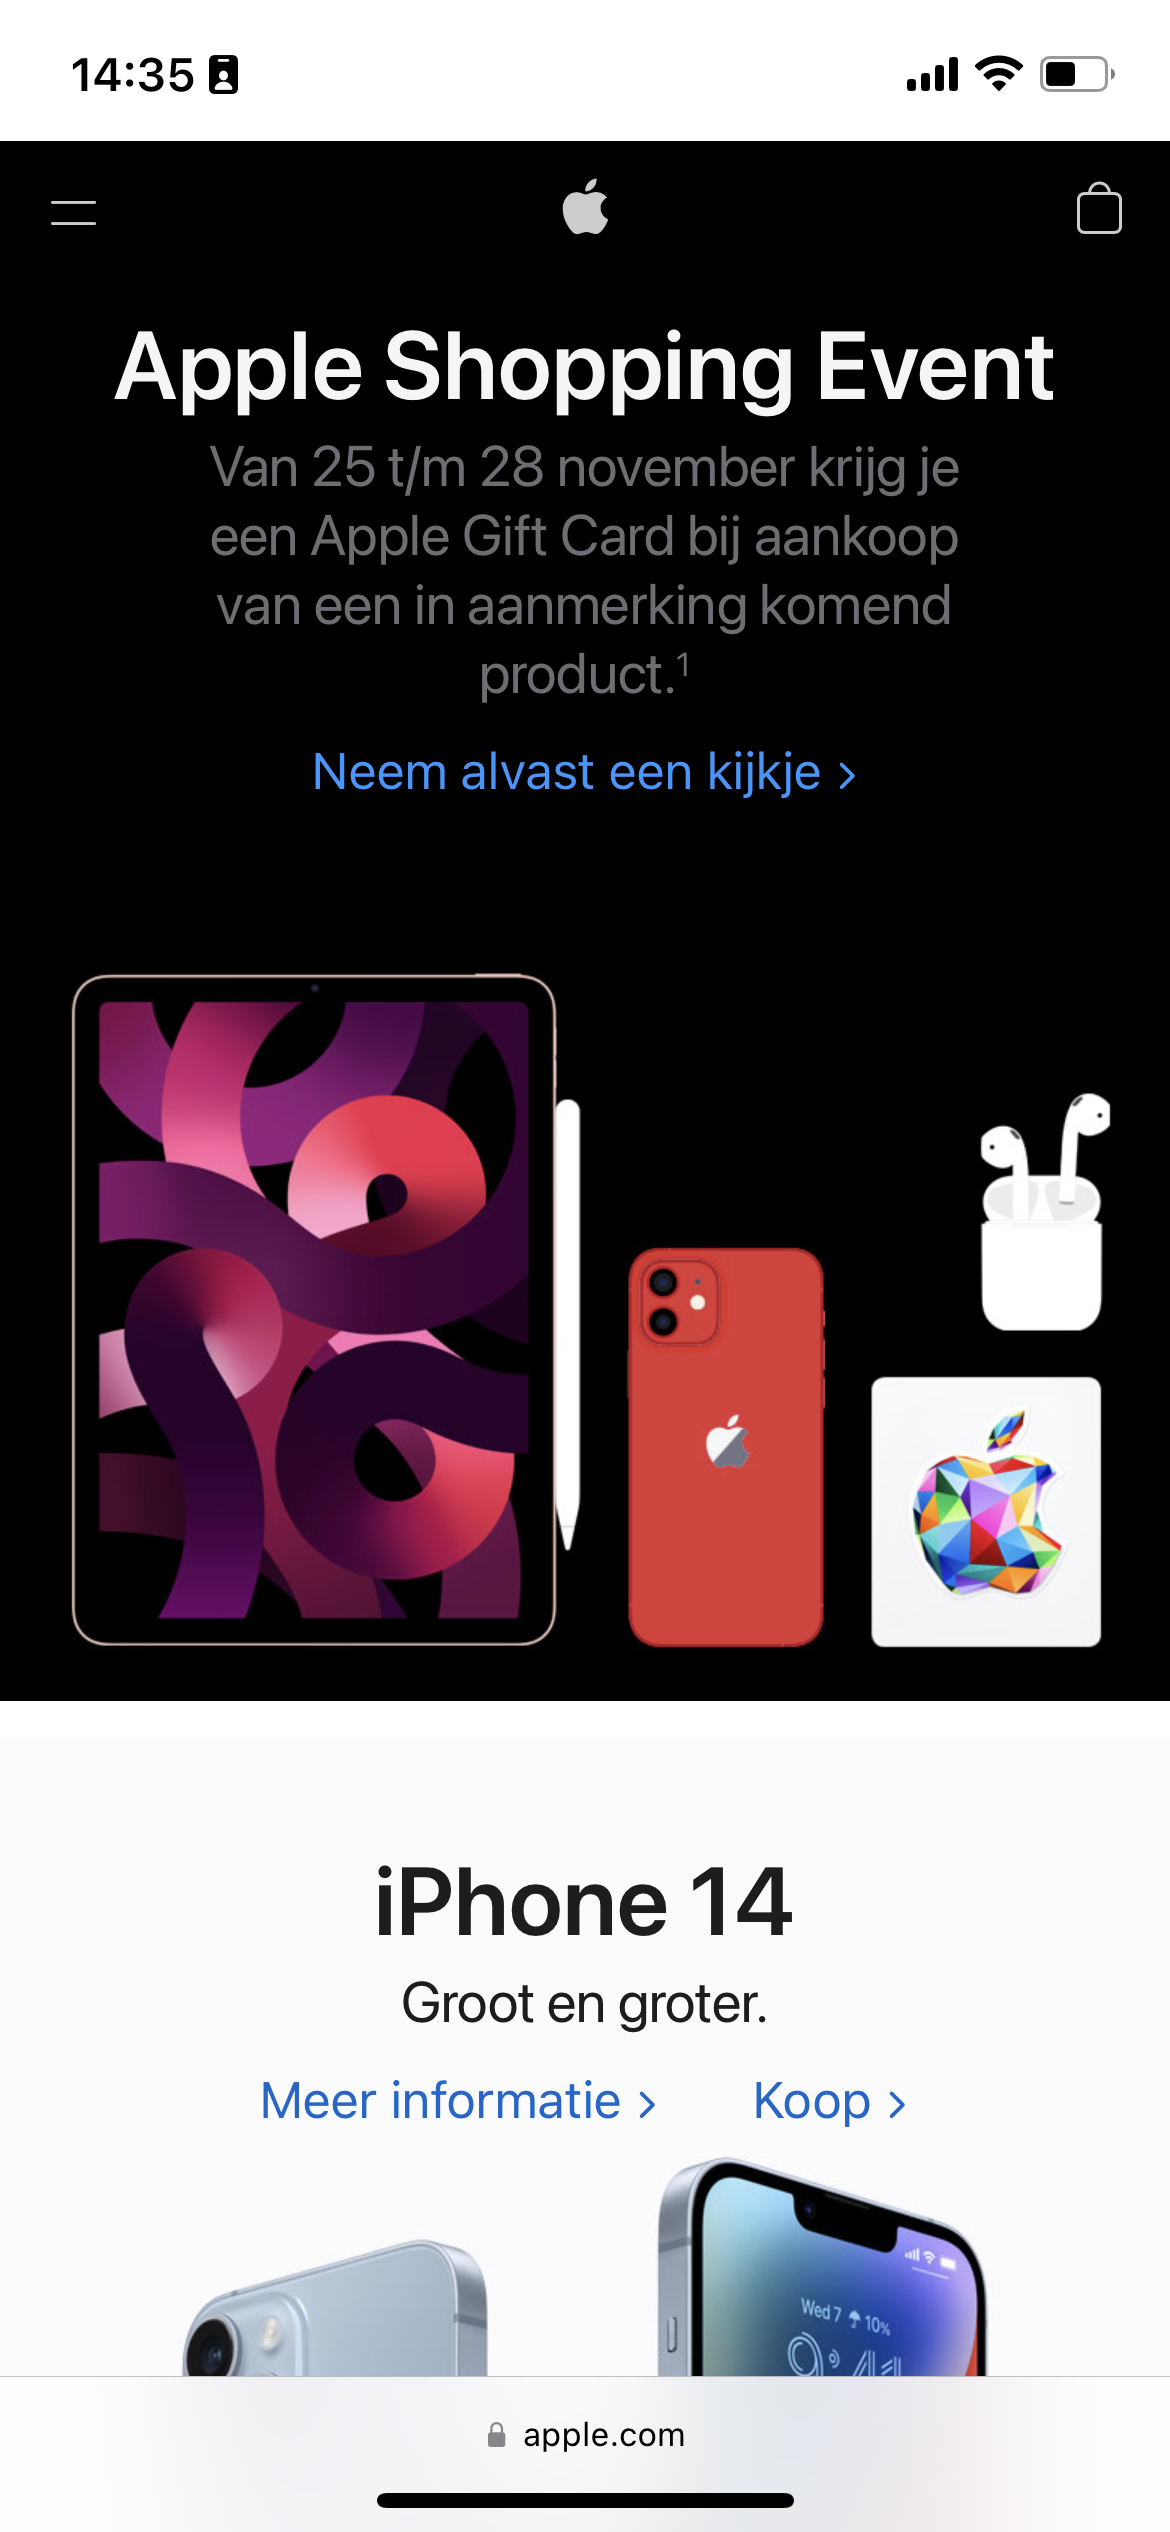 14:35
Apple Shopping Event
Van 25 t/m 28 november krijg je
een Apple Gift Card bij aankoop
van een in aanmerking komend
product.¹
Neem alvast een kijkje >
iPhone 14
Groot en groter.
Meer informatie > Koop >
Wed 7 10%
9:41
apple.com